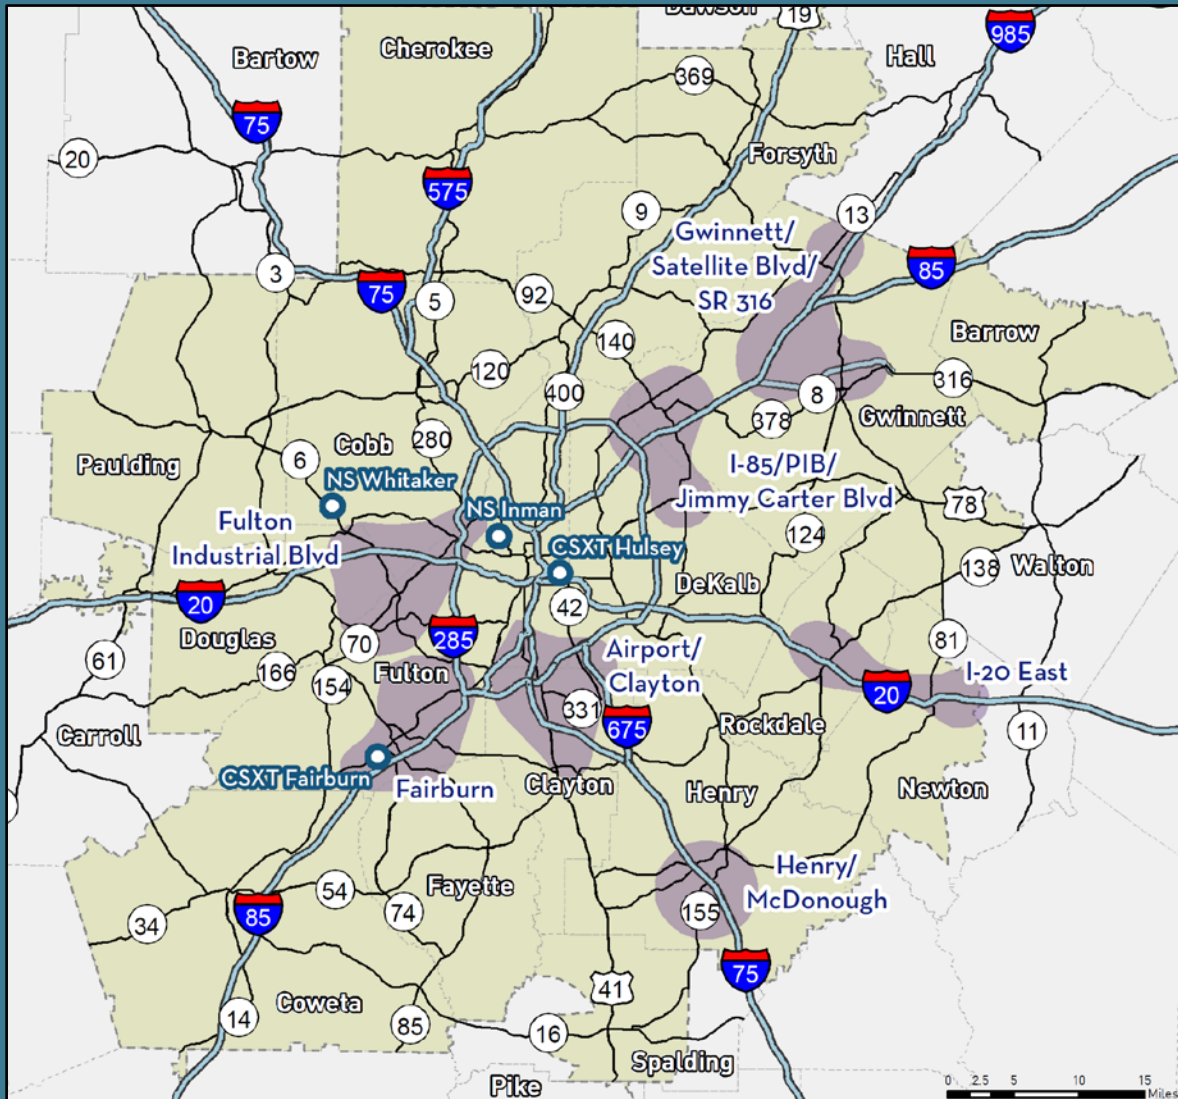 Dawson
19
985
Cherokee
Bartow
Hall
369
75
20
Forsyth
575
9
13
Gwinnett/
Satellite Blvd/
SR 316
3
75
5
92
85
Barrow
140
120
400
316
8
378
Gwinnett
280
Cobb
6
Paulding
I-85/PIB/
Jimmy Carter Blvd
NS Whitaker
78
NS Inman
Fulton
Industrial Blvd
124
CSXT Hulsey
138
Walton
DeKalb
20
42
Douglas
285
70
81
61
Airport/
Clayton
166
Fulton
154
I-20 East
20
331
675
Rockdale
11
Carroll
CSXT Fairburn
Fairburn
Clayton
Henry
Newton
Henry/
McDonough
Fayette
54
74
155
85
34
75
41
Coweta
14
85
16
Spalding
Pike
0 2.5 5 10 15
Miles